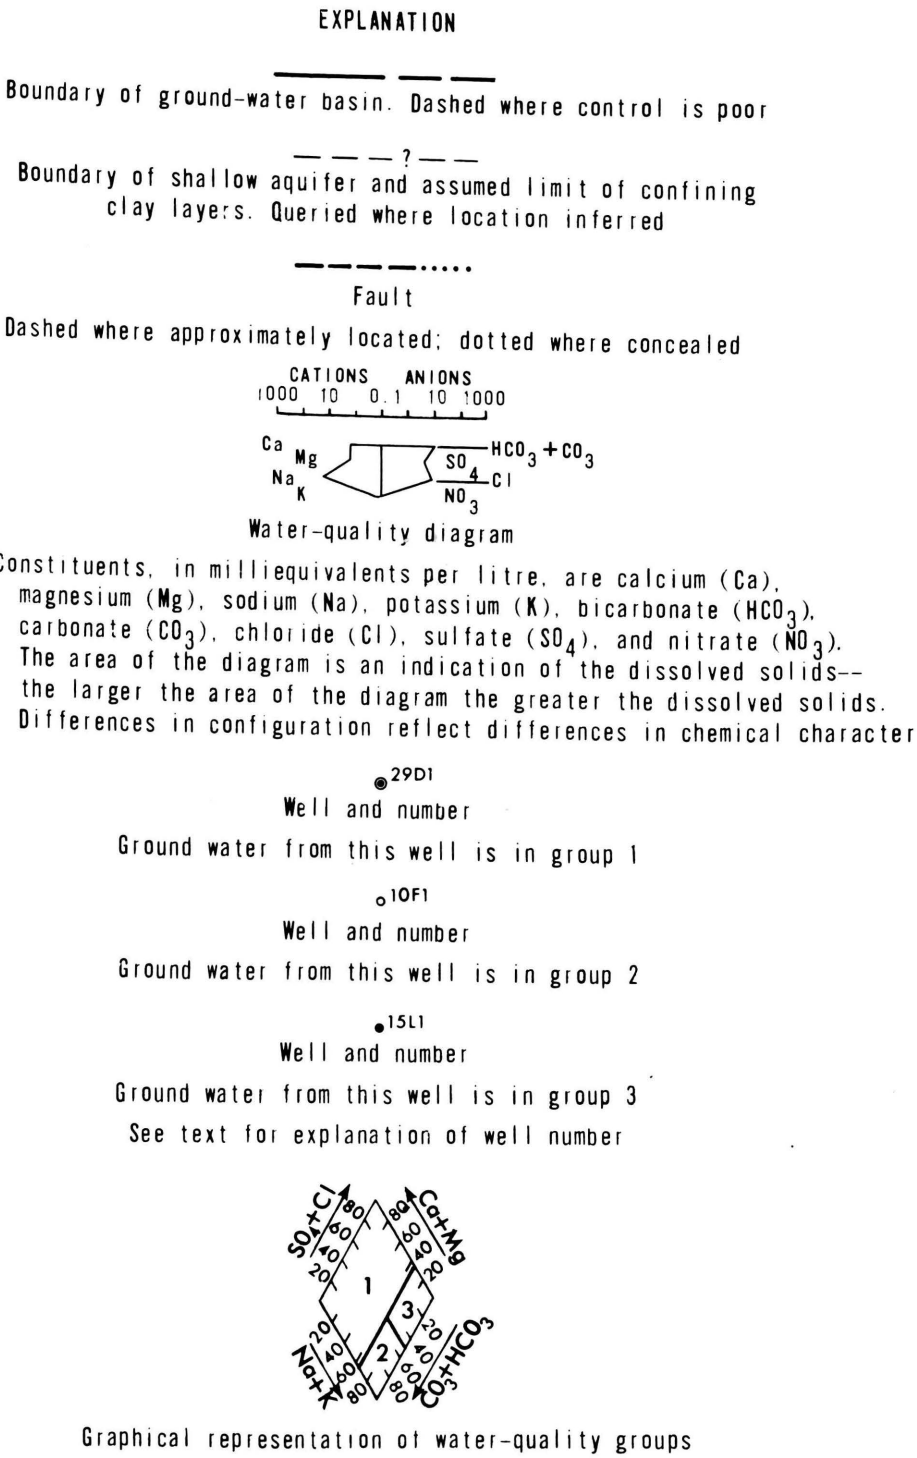 EXPLANATION
Boundary of ground-water basin. Dashed where control is poor
?
Boundary of shallow aquifer and assumed limit of confining
clay layers. Queried where location inferred
Fault
Dashed where approximately located; dotted where concealed
CATIONS ANIONS
1000 10 0.1 10 1000
Ca HCO3+CO3
Mg SO4
Na Cl
K NO3
Water-quality diagram
Constituents, in milliequivalents per litre, are calcium (Ca),
magnesium (Mg), sodium (Na), potassium (K), bicarbonate (HCO3),
carbonate (CO3), chloride (Cl), sulfate (SO4), and nitrate (NO3).
The area of the diagram is an indication of the dissolved solids--
the larger the area of the diagram the greater the dissolved solids.
Differences in configuration reflect differences in chemical character
29D1
Well and number
Ground water from this well is in group 1
10F1
Well and number
Ground water from this well is in group 2
15L1
Well and number
Ground water from this well is in group 3
See text for explanation of well number
SO4+Cl
20 40 60 80
Ca+Mg
80 60 40 20
1
3
2
Na+K
20 40 60 80
CO3+HCO3
20 40 60 80
Graphical representation of water-quality groups